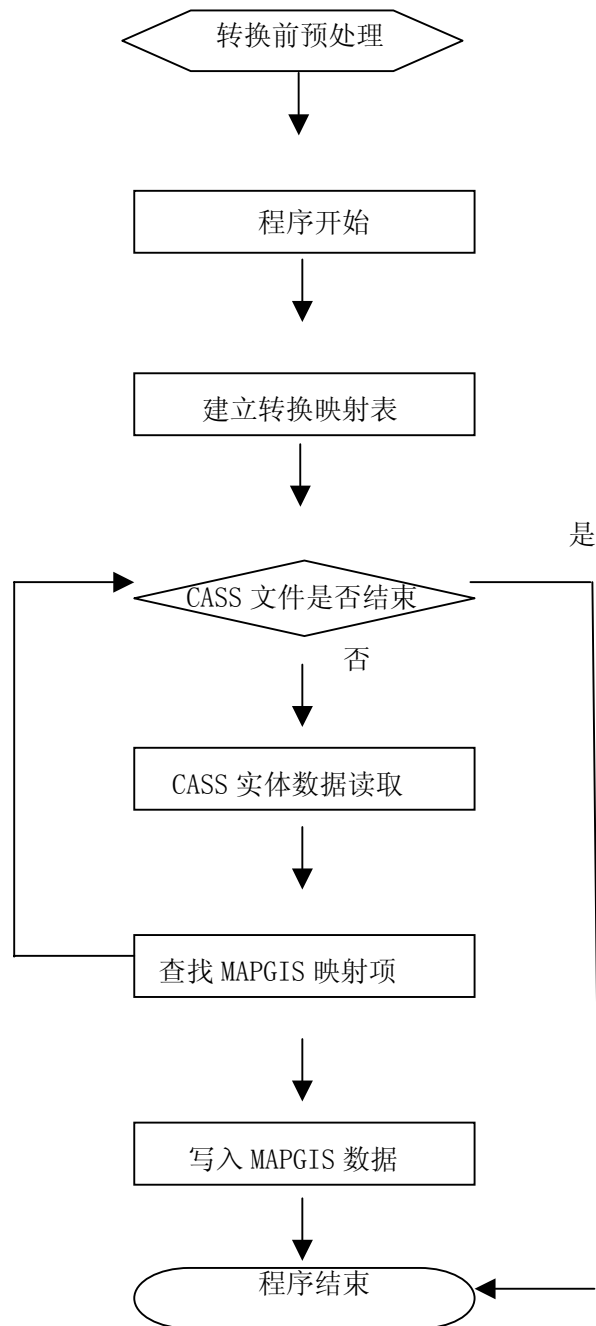 转换前预处理
程序开始
建立转换映射表
是
CASS 文件是否结束
否
CASS 实体数据读取
查找 MAPGIS 映射项
写入 MAPGIS 数据
程序结束